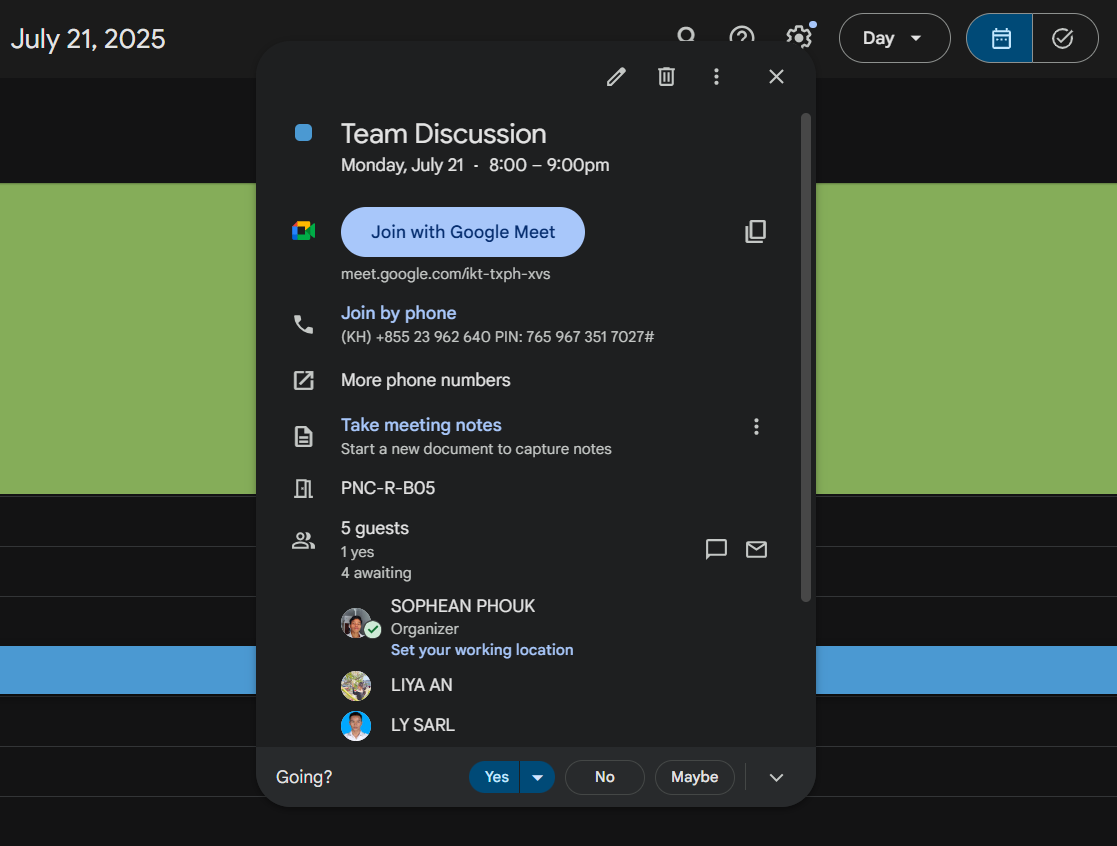 July 21, 2025
Day
Team Discussion
Monday, July 21 · 8:00 – 9:00pm
Join with Google Meet
meet.google.com/ikt-txph-xvs
Join by phone
(KH) +855 23 962 640 PIN: 765 967 351 7027#
More phone numbers
Take meeting notes
Start a new document to capture notes
PNC-R-B05
5 guests
1 yes
4 awaiting
SOPHEAN PHOUK
Organizer
Set your working location
LIYA AN
LY SARL
Going?
Yes
No
Maybe